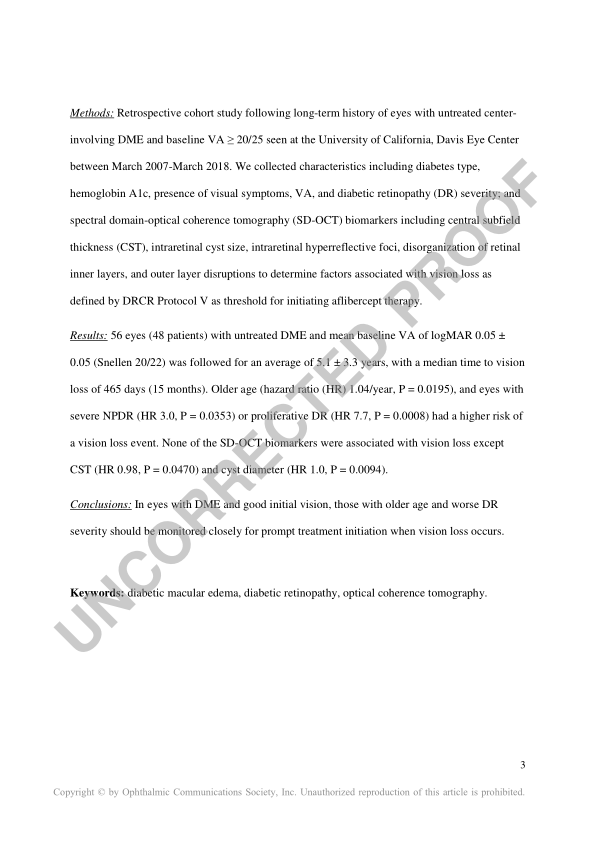 Methods: Retrospective cohort study following long-term history of eyes with untreated center-
involving DME and baseline VA ≥ 20/25 seen at the University of California, Davis Eye Center
between March 2007-March 2018. We collected characteristics including diabetes type,
hemoglobin A1c, presence of visual symptoms, VA, and diabetic retinopathy (DR) severity; and
spectral domain-optical coherence tomography (SD-OCT) biomarkers including central subfield
thickness (CST), intraretinal cyst size, intraretinal hyperreflective foci, disorganization of retinal
inner layers, and outer layer disruptions to determine factors associated with vision loss as
defined by DRCR Protocol V as threshold for initiating aflibercept therapy.
Results: 56 eyes (48 patients) with untreated DME and mean baseline VA of logMAR 0.05 ±
0.05 (Snellen 20/22) was followed for an average of 5.1 ± 3.3 years, with a median time to vision
loss of 465 days (15 months). Older age (hazard ratio (HR) 1.04/year, P = 0.0195), and eyes with
severe NPDR (HR 3.0, P = 0.0353) or proliferative DR (HR 7.7, P = 0.0008) had a higher risk of
a vision loss event. None of the SD-OCT biomarkers were associated with vision loss except
CST (HR 0.98, P = 0.0470) and cyst diameter (HR 1.0, P = 0.0094).
Conclusions: In eyes with DME and good initial vision, those with older age and worse DR
severity should be monitored closely for prompt treatment initiation when vision loss occurs.
Keywords: diabetic macular edema, diabetic retinopathy, optical coherence tomography.
UNCORRECTED PROOF
3
Copyright © by Ophthalmic Communications Society, Inc. Unauthorized reproduction of this article is prohibited.